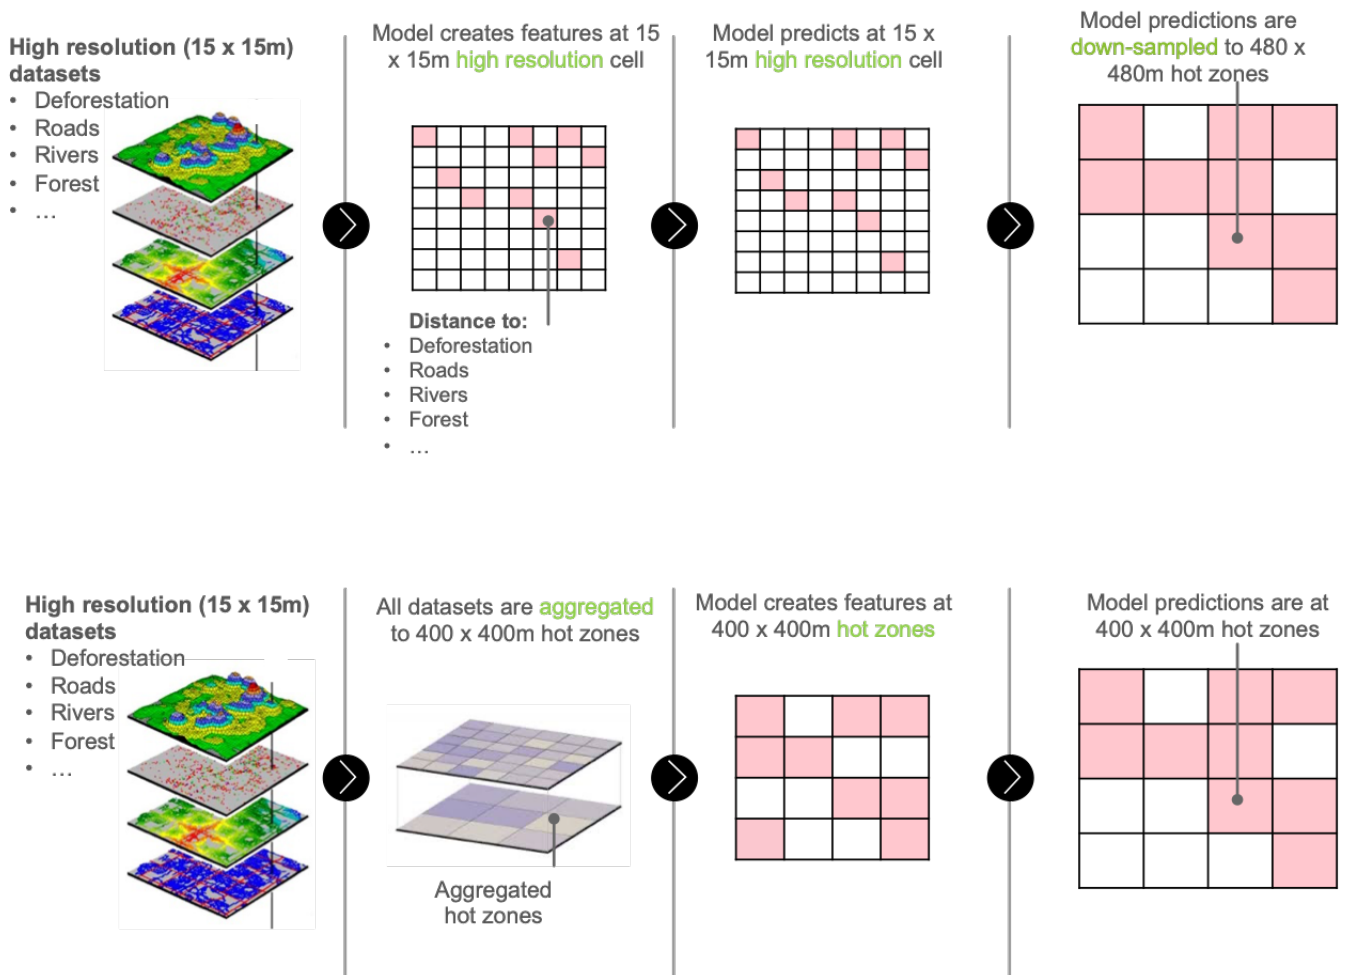 High resolution (15 x 15m)
datasets
• Deforestation
• Roads
• Rivers
• Forest
• …
Model creates features at 15
x 15m high resolution cell
Distance to:
• Deforestation
• Roads
• Rivers
• Forest
• …
Model predicts at 15 x
15m high resolution cell
Model predictions are
down-sampled to 480 x
480m hot zones
High resolution (15 x 15m)
datasets
• Deforestation
• Roads
• Rivers
• Forest
• …
All datasets are aggregated
to 400 x 400m hot zones
Aggregated
hot zones
Model creates features at
400 x 400m hot zones
Model predictions are at
400 x 400m hot zones